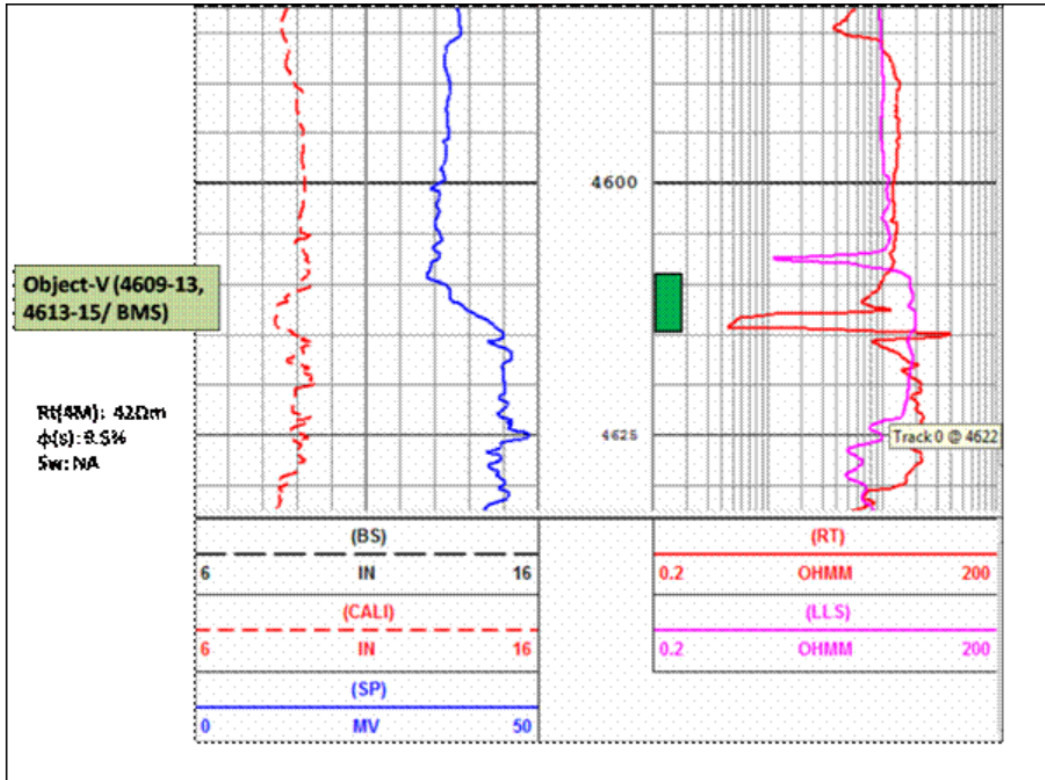 4600
Object-V (4609-13,
4613-15/ BMS)
Rt(4M): 42Ωm
ϕ(s): 9.5%
Sw: NA
4625
Track 0 @ 4622
(BS)
6 IN 16
(CALI)
6 IN 16
(SP)
0 MV 50
(RT)
0.2 OHMM 200
(LLS)
0.2 OHMM 200